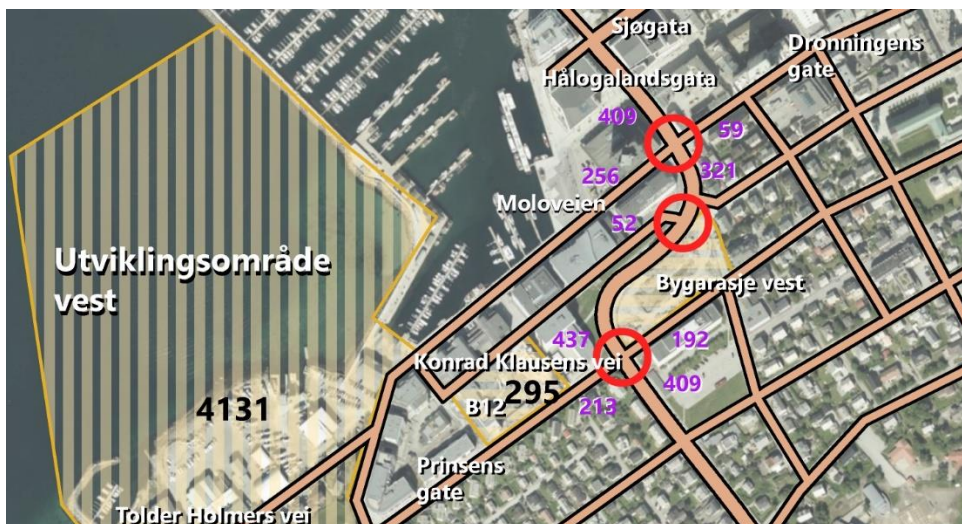 Sjøgata
Dronningens
gate
Hålogalandsgata
409
59
256
321
Moloveien
52
Utviklingsområde
vest
Bygarasje vest
437
192
Konrad Klausens vei
295
409
4131
B12
213
Prinsens
gate
Tolder Holmers vei